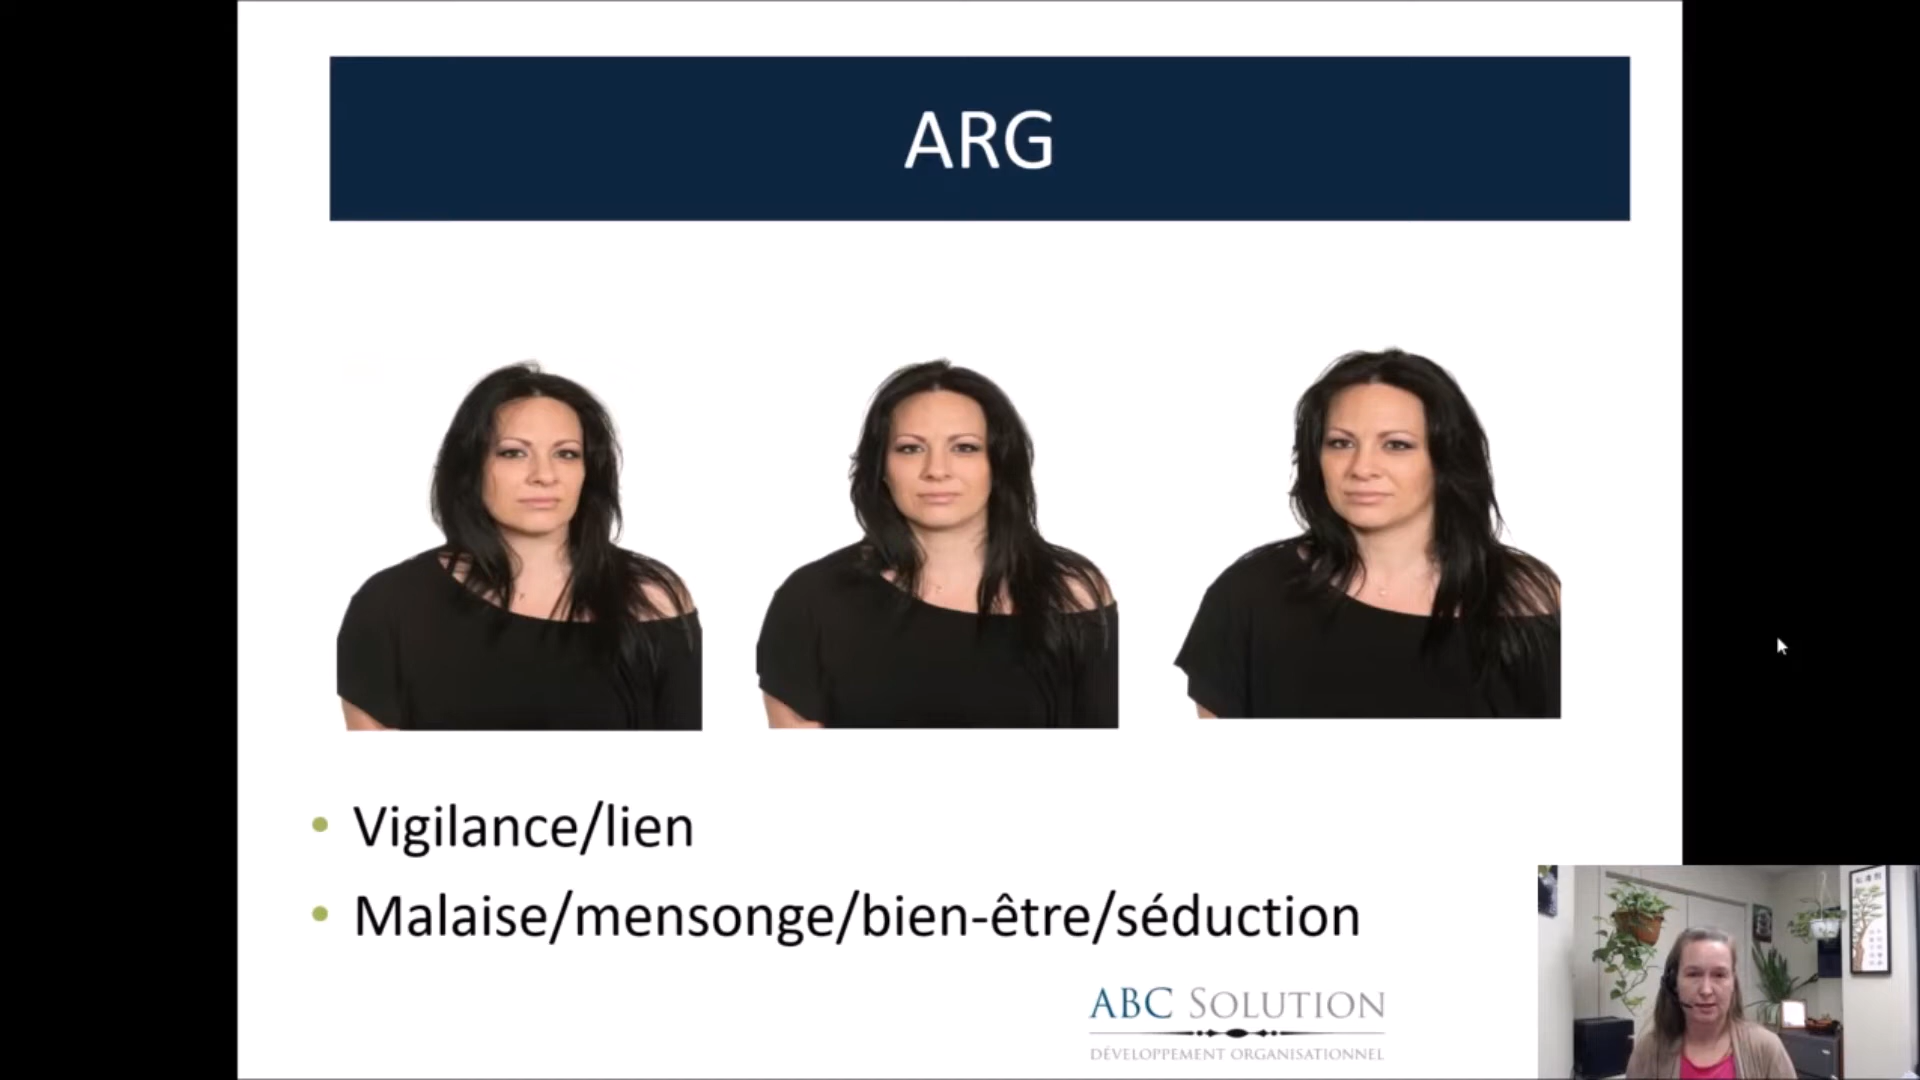 ARG
• Vigilance/lien
• Malaise/mensonge/bien-être/séduction
ABC SOLUTION
DÉVELOPPEMENT ORGANISATIONNEL